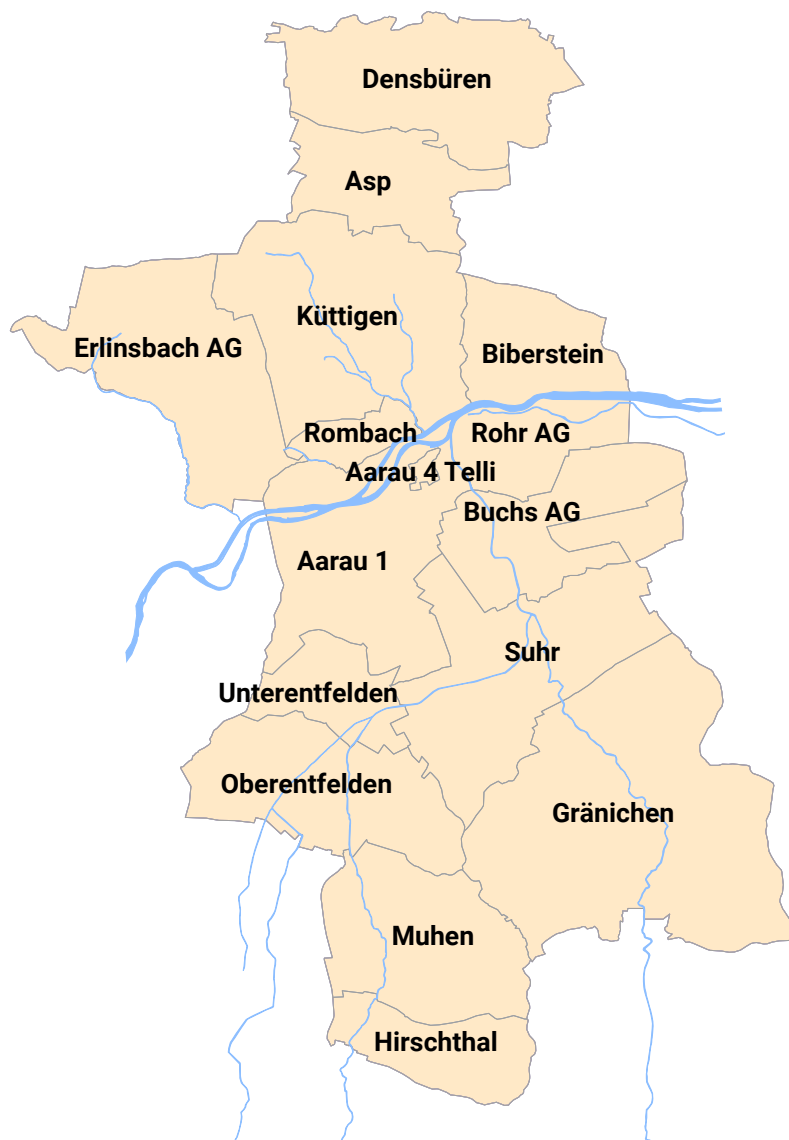 Densbüren
Asp
Küttigen
Erlinsbach AG
Biberstein
Rombach
Rohr AG
Aarau 4 Telli
Buchs AG
Aarau 1
Suhr
Unterentfelden
Oberentfelden
Gränichen
Muhen
Hirschthal